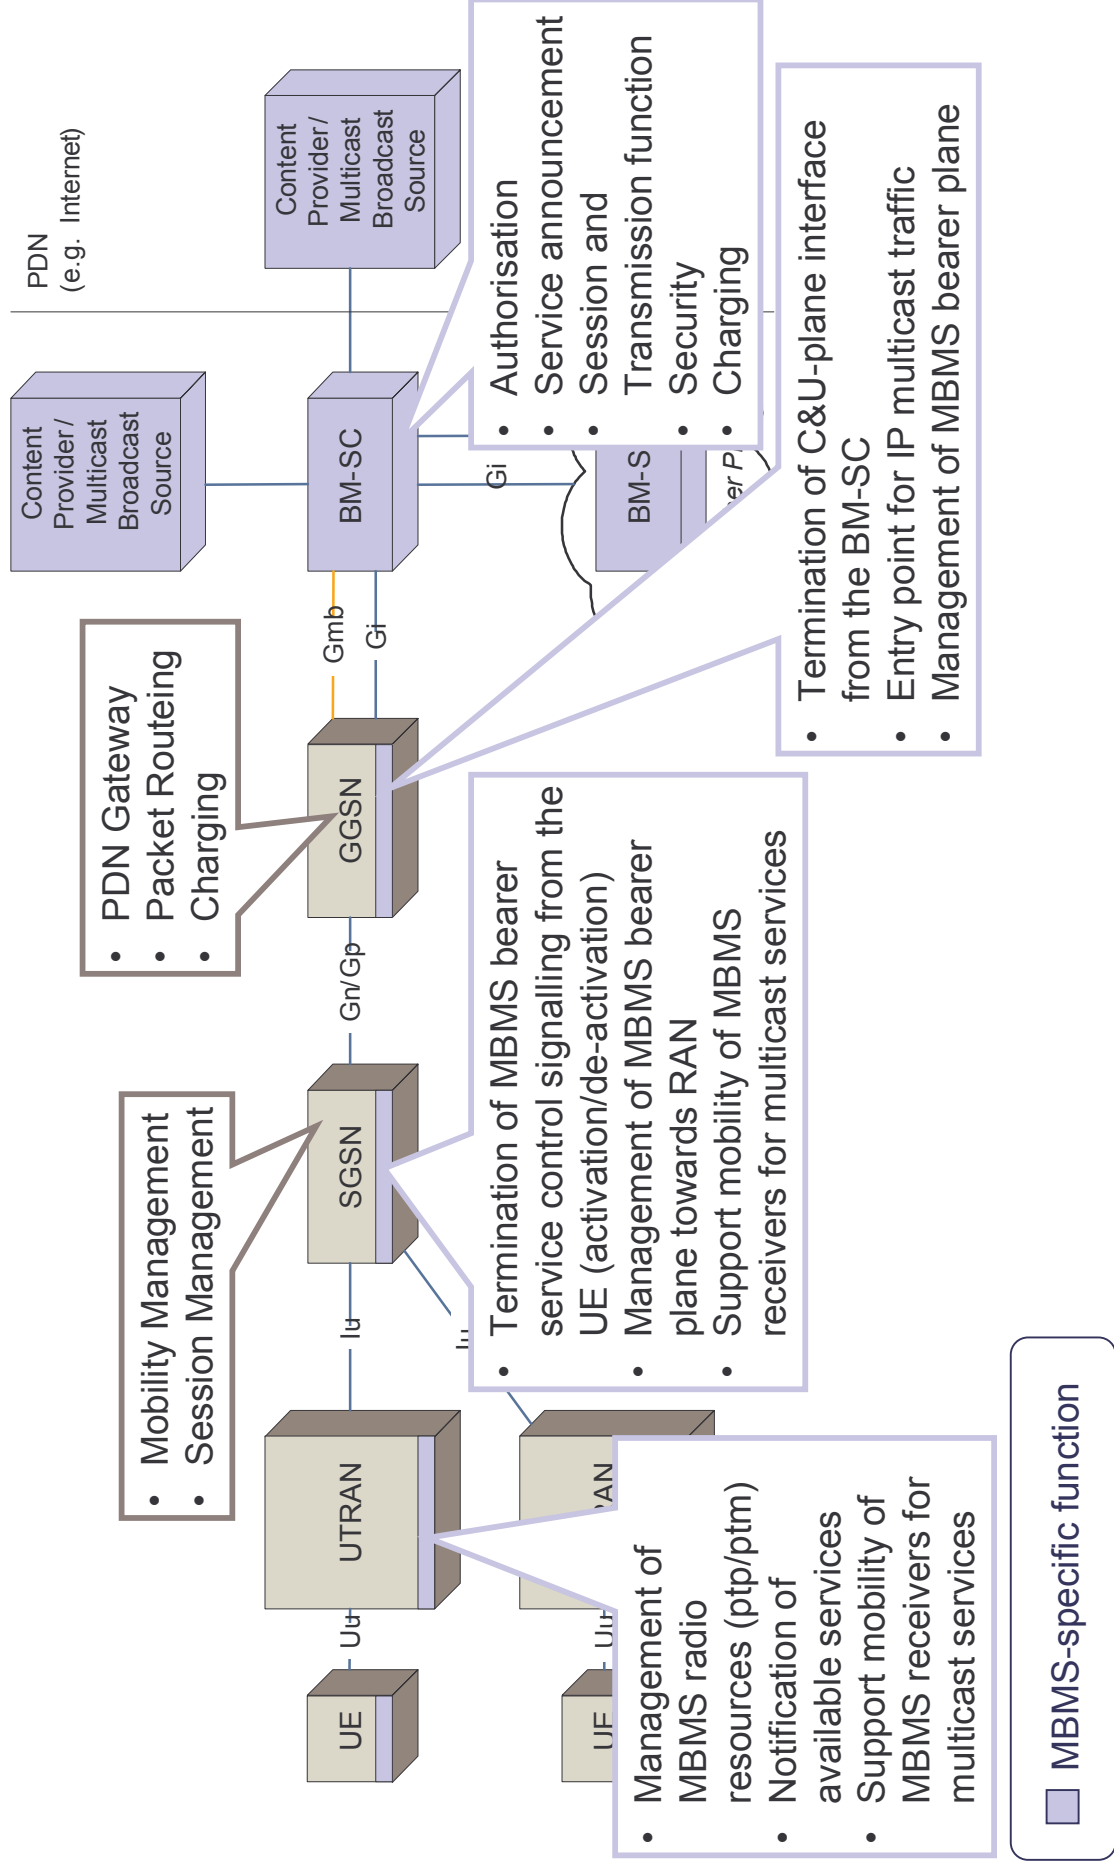 PDN
(e.g. Internet)
Content
Provider/
Multicast
Broadcast
Source
Content
Provider/
Multicast
Broadcast
Source
• PDN Gateway
• Packet Routeing
• Charging
• Mobility Management
• Session Management
UE
Uu
UTRAN
Iu
SGSN
Gn/Gp
GGSN
Gmb
Gi
BM-SC
Gi
BM-S
• Authorisation
• Service announcement
• Session and
Transmission function
• Security
• Charging
• Termination of MBMS bearer
service control signalling from the
UE (activation/de-activation)
• Management of MBMS bearer
plane towards RAN
• Support mobility of MBMS
receivers for multicast services
• Management of
MBMS radio
resources (ptp/ptm)
• Notification of
available services
• Support mobility of
MBMS receivers for
multicast services
• Termination of C&U-plane interface
from the BM-SC
• Entry point for IP multicast traffic
• Management of MBMS bearer plane
MBMS-specific function